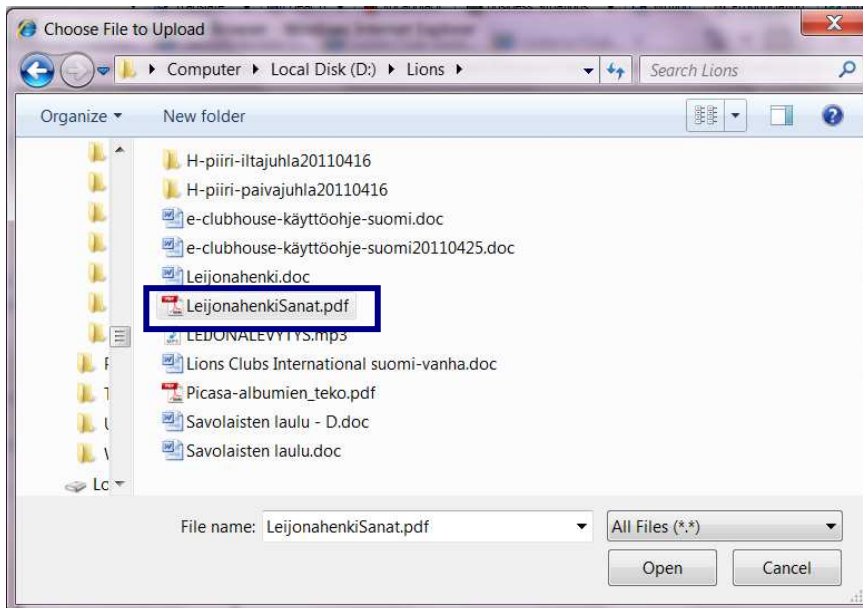 Choose File to Upload
Computer Local Disk (D:) Lions Search Lions
Organize New folder
H-piiri-iltajuhla20110416
H-piiri-paivajuhla20110416
e-clubhouse-käyttöohje-suomi.doc
e-clubhouse-käyttöohje-suomi20110425.doc
Leijonahenki.doc
LeijonahenkiSanat.pdf
LEIJONALEVYTYS.mp3
Lions Clubs International suomi-vanha.doc
Picasa-albumien_teko.pdf
Savolaisten laulu - D.doc
Savolaisten laulu.doc
Lo
File name: LeijonahenkiSanat.pdf All Files (*.*)
Open Cancel